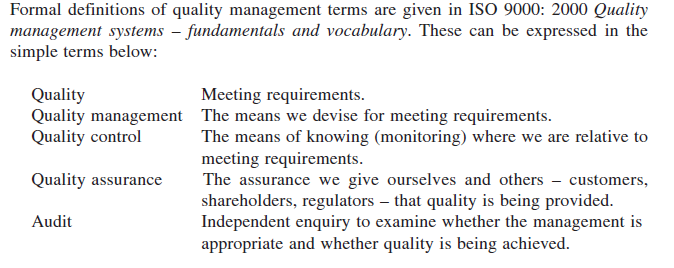 Formal definitions of quality management terms are given in ISO 9000: 2000 Quality
management systems – fundamentals and vocabulary. These can be expressed in the
simple terms below:
Quality Meeting requirements.
Quality management The means we devise for meeting requirements.
Quality control The means of knowing (monitoring) where we are relative to
meeting requirements.
Quality assurance The assurance we give ourselves and others – customers,
shareholders, regulators – that quality is being provided.
Audit Independent enquiry to examine whether the management is
appropriate and whether quality is being achieved.